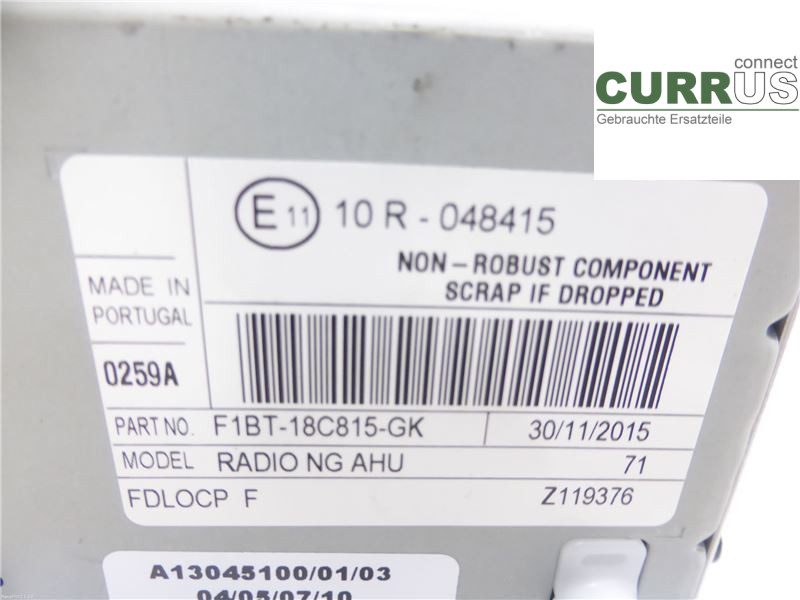 connect
CURRUS
Gebrauchte Ersatzteile
E 11 10 R - 048415
NON - ROBUST COMPONENT
SCRAP IF DROPPED
MADE IN
PORTUGAL
0259A
PART NO. F1BT-18C815-GK 30/11/2015
MODEL RADIO NG AHU 71
FDLOCP F Z119376
A13045100/01/03
04/05/07/10